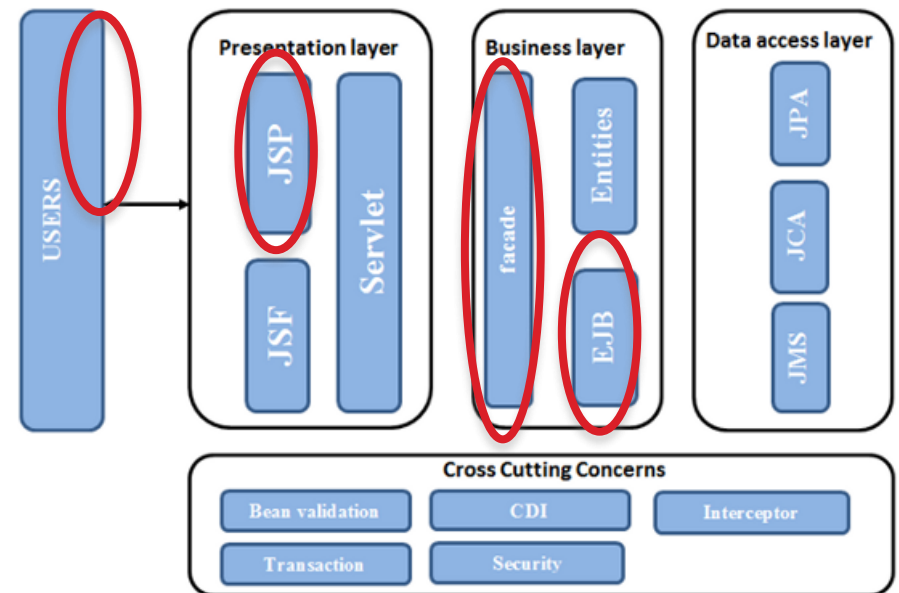 USERS
Presentation layer
JSP
JSF
Servlet
Business layer
facade
Entities
EJB
Data access layer
JPA
JCA
JMS
Cross Cutting Concerns
Bean validation
CDI
Interceptor
Transaction
Security